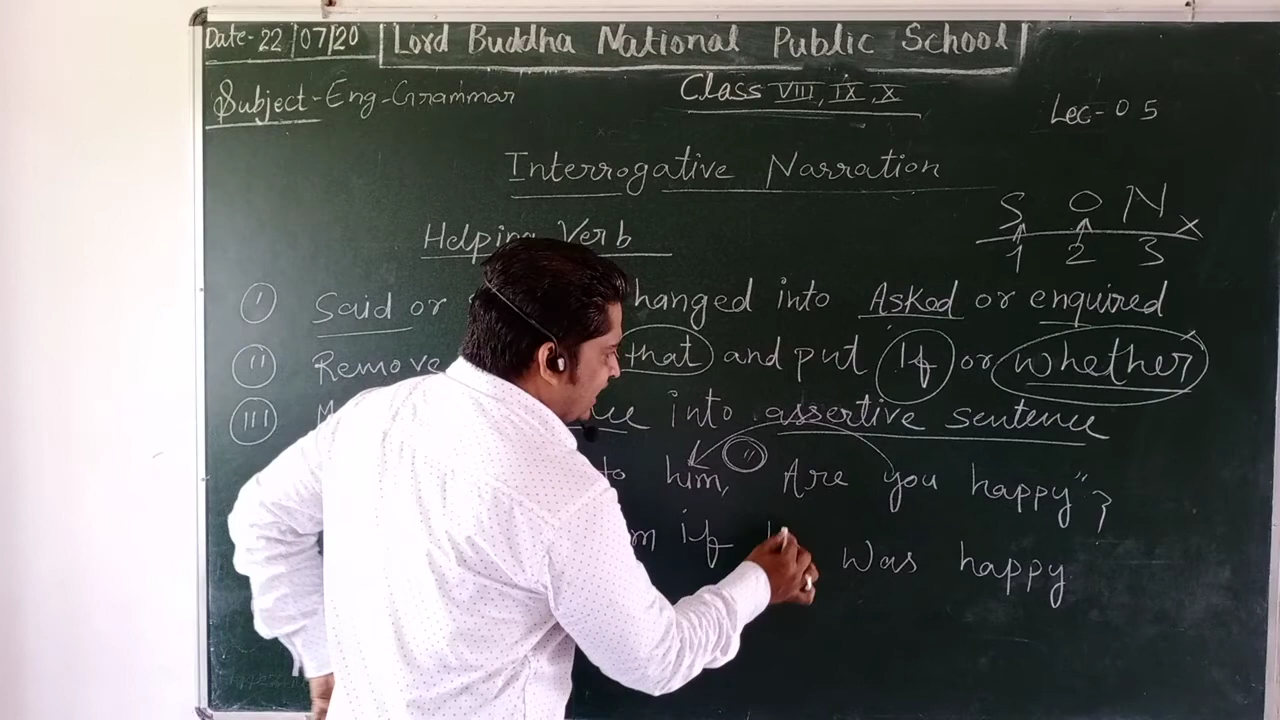 Date- 22/07/20 Lord Buddha National Public School
Subject-Eng-Grammar Class VIII, IX, X Lec-05
Interrogative Narration
S O N x
1 2 3
Helping Verb
(i) Said or hanged into Asked or enquired
(ii) Remove that and put If or whether
(iii) into assertive sentence
to him, " Are you happy"?
if Was happy